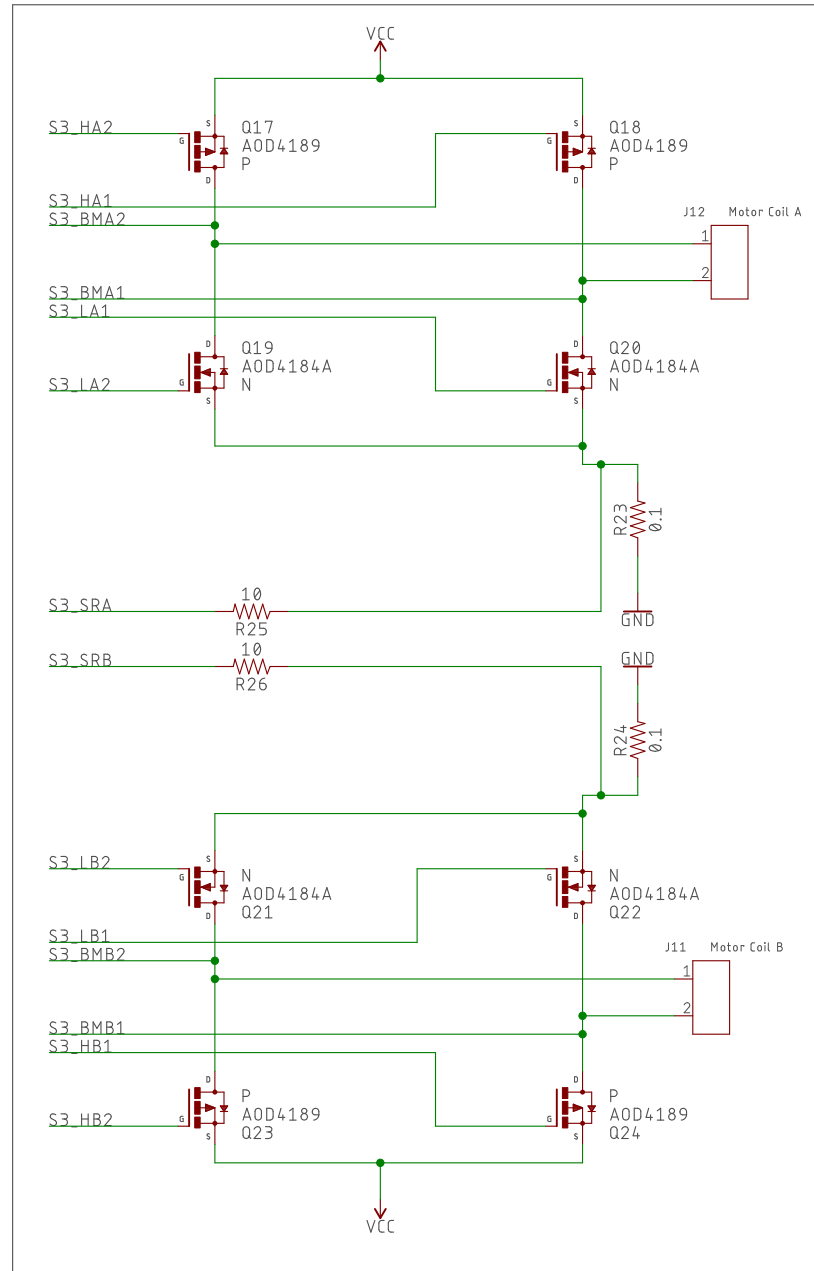 VCC
S3_HA2
S
G
D
Q17
AOD4189
P
S
G
D
Q18
AOD4189
P
S3_HA1
S3_BMA2
J12 Motor Coil A
1
2
S3_BMA1
S3_LA1
D
G
S
Q19
AOD4184A
N
D
G
S
Q20
AOD4184A
N
S3_LA2
R23
0.1
GND
S3_SRA
10
R25
S3_SRB
10
R26
GND
R24
0.1
S3_LB2
S
G
D
N
AOD4184A
Q21
S
G
D
N
AOD4184A
Q22
S3_LB1
S3_BMB2
J11 Motor Coil B
1
2
S3_BMB1
S3_HB1
D
G
S
P
AOD4189
Q23
D
G
S
P
AOD4189
Q24
S3_HB2
VCC